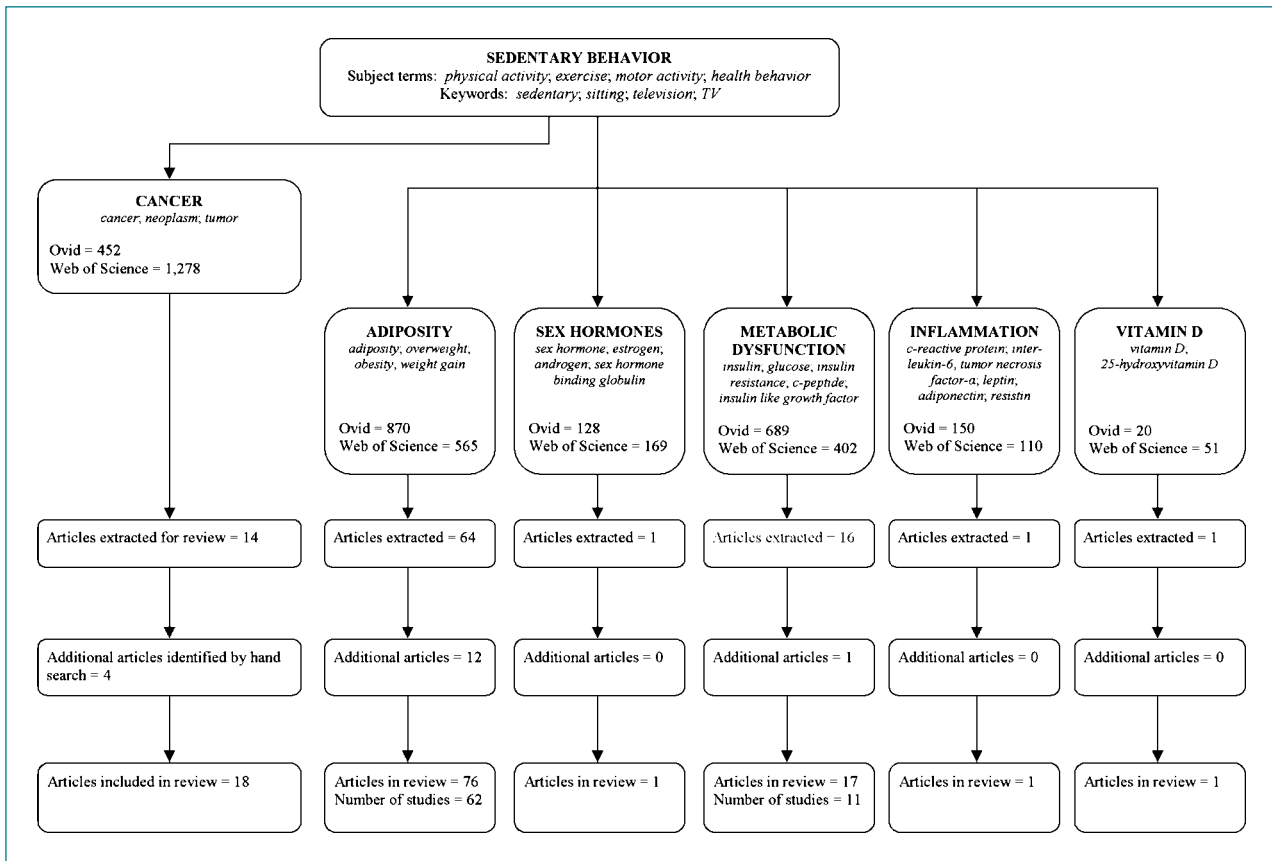 SEDENTARY BEHAVIOR
Subject terms: physical activity; exercise; motor activity; health behavior
Keywords: sedentary; sitting; television; TV
CANCER
cancer; neoplasm; tumor
Ovid = 452
Web of Science = 1,278
ADIPOSITY
adiposity; overweight,
obesity; weight gain
Ovid = 870
Web of Science = 565
SEX HORMONES
sex hormone, estrogen;
androgen; sex hormone
binding globulin
Ovid = 128
Web of Science = 169
METABOLIC
DYSFUNCTION
insulin, glucose, insulin
resistance, c-peptide,
insulin like growth factor
Ovid = 689
Web of Science = 402
INFLAMMATION
c-reactive protein; inter-
leukin-6, tumor necrosis
factor-α; leptin,
adiponectin; resistin
Ovid = 150
Web of Science = 110
VITAMIN D
vitamin D,
25-hydroxyvitamin D
Ovid = 20
Web of Science = 51
Articles extracted for review = 14
Articles extracted = 64
Articles extracted = 1
Articles extracted = 16
Articles extracted = 1
Articles extracted = 1
Additional articles identified by hand
search = 4
Additional articles = 12
Additional articles = 0
Additional articles = 1
Additional articles = 0
Additional articles = 0
Articles included in review = 18
Articles in review = 76
Number of studies = 62
Articles in review = 1
Articles in review = 17
Number of studies = 11
Articles in review = 1
Articles in review = 1